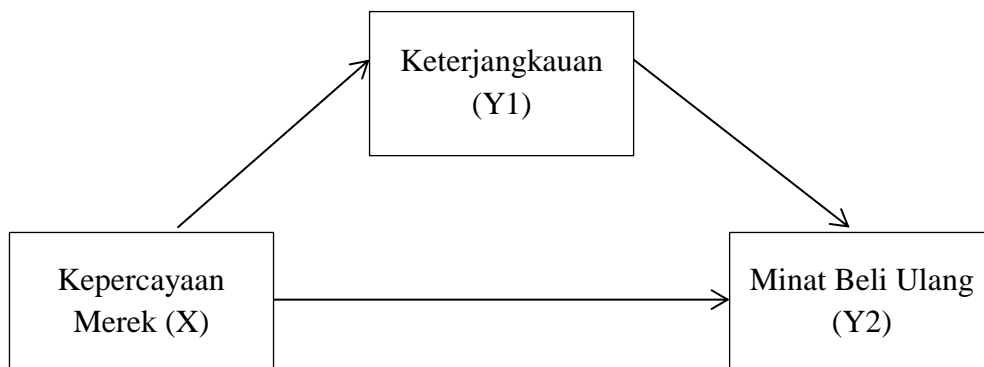 Keterjangkauan
(Y1)
Kepercayaan
Merek (X)
Minat Beli Ulang
(Y2)